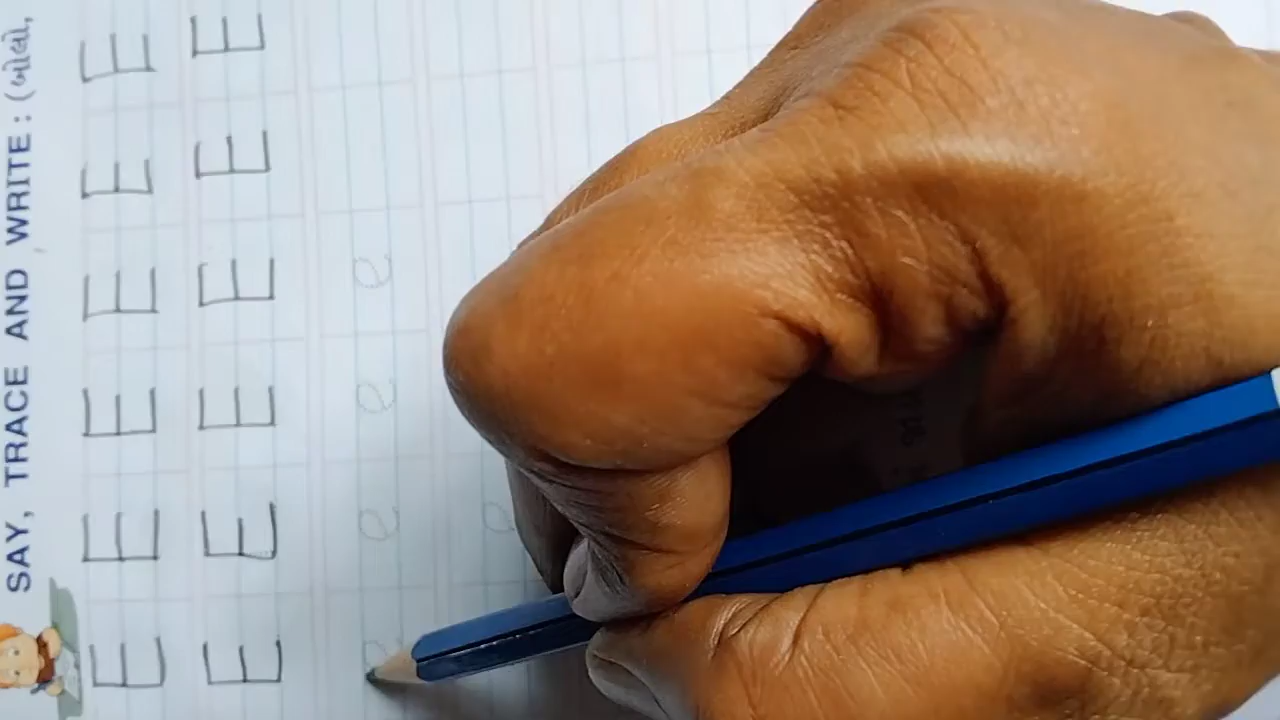 SAY, TRACE AND WRITE : (બોલો,
E E E E E E
E E E E E E
e e e e
e